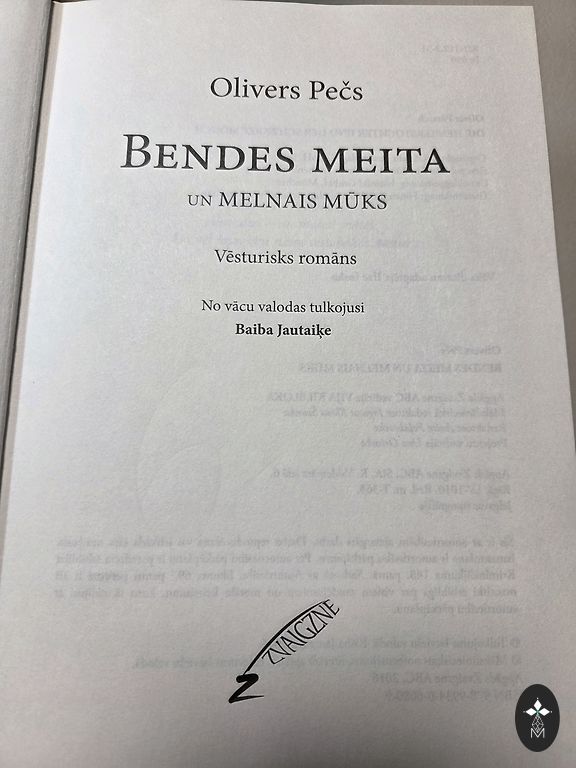 Olivers Pečs
BENDES MEITA
UN MELNAIS MŪKS
Vēsturisks romāns
No vācu valodas tulkojusi
Baiba Jautaiķe
ZVAIGZNE
M